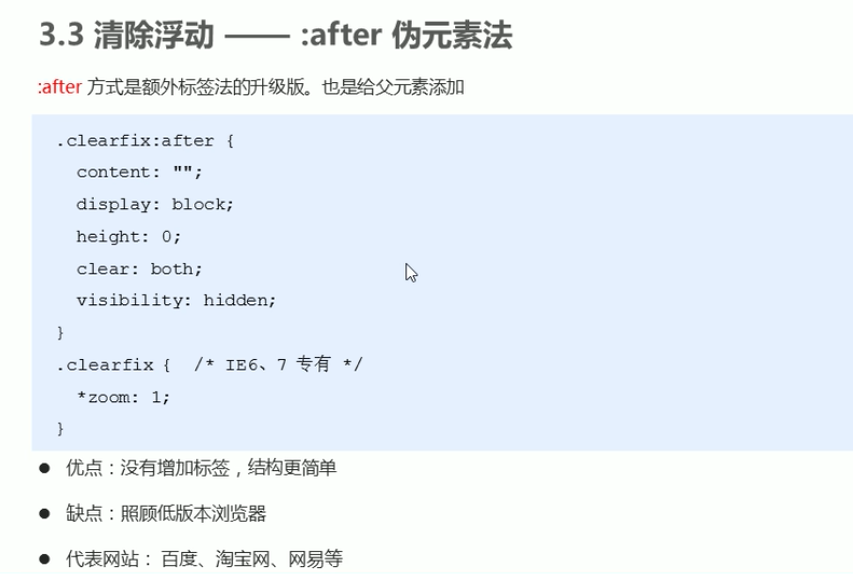 3.3 清除浮动 —— :after 伪元素法
:after 方式是额外标签法的升级版。也是给父元素添加
.clearfix:after {
content: "";
display: block;
height: 0;
clear: both;
visibility: hidden;
}
.clearfix { /* IE6、7 专有 */
*zoom: 1;
}
● 优点：没有增加标签，结构更简单
● 缺点：照顾低版本浏览器
● 代表网站： 百度、淘宝网、网易等